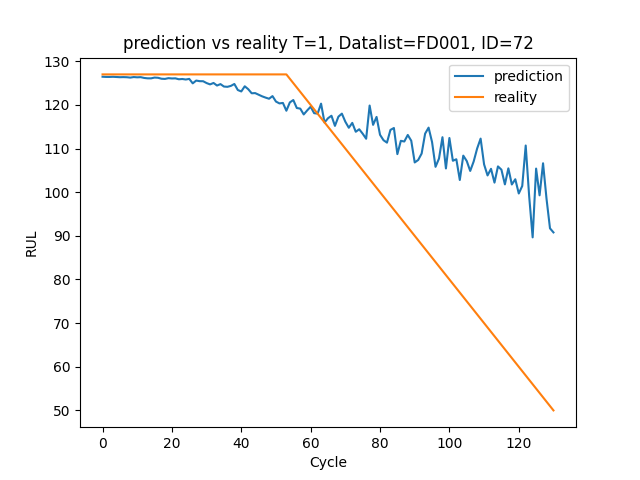 prediction vs reality T=1, Datalist=FD001, ID=72
prediction
reality
RUL
130
120
110
100
90
80
70
60
50
0 20 40 60 80 100 120
Cycle